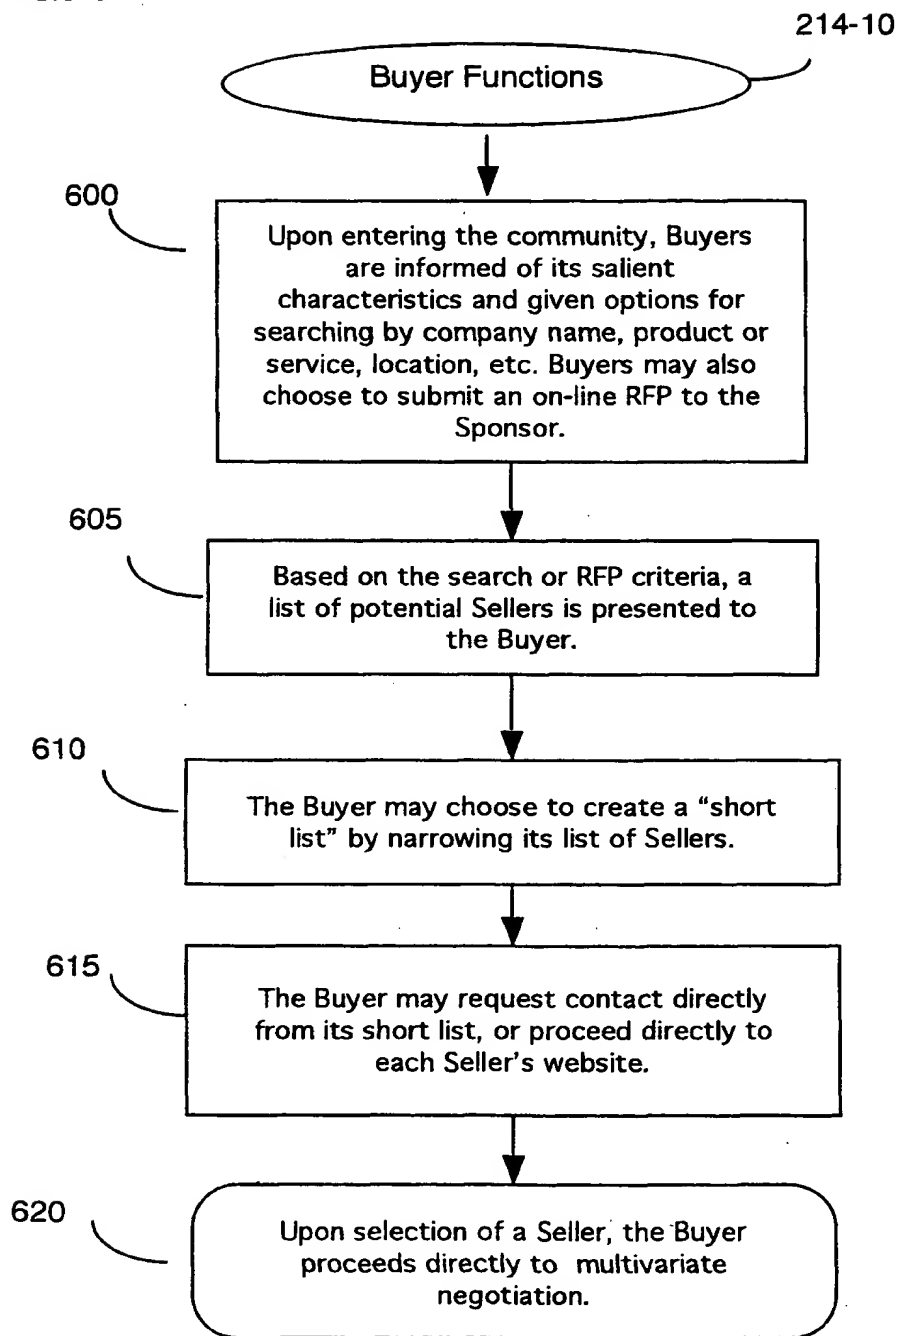 214-10
Buyer Functions
600
Upon entering the community, Buyers
are informed of its salient
characteristics and given options for
searching by company name, product or
service, location, etc. Buyers may also
choose to submit an on-line RFP to the
Sponsor.
605
Based on the search or RFP criteria, a
list of potential Sellers is presented to
the Buyer.
610
The Buyer may choose to create a “short
list” by narrowing its list of Sellers.
615
The Buyer may request contact directly
from its short list, or proceed directly to
each Seller's website.
620
Upon selection of a Seller, the Buyer
proceeds directly to multivariate
negotiation.